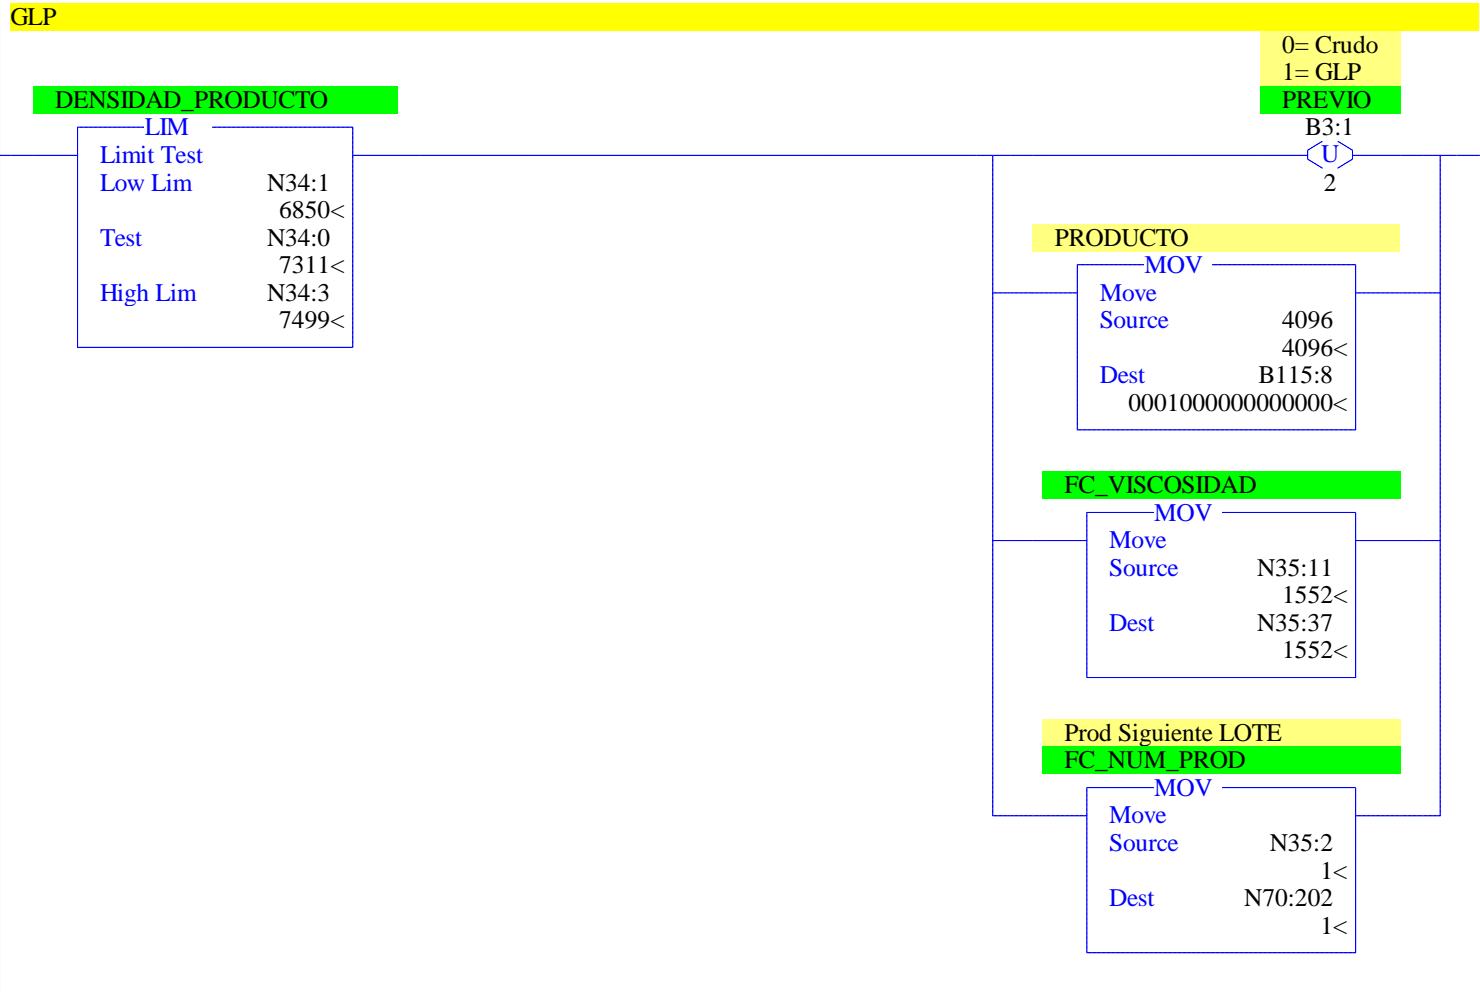 GLP
0= Crudo
1= GLP
PREVIO
B3:1
U
2
DENSIDAD_PRODUCTO
LIM
Limit Test
Low Lim N34:1
6850<
Test N34:0
7311<
High Lim N34:3
7499<
PRODUCTO
MOV
Move
Source 4096
4096<
Dest B115:8
0001000000000000<
FC_VISCOSIDAD
MOV
Move
Source N35:11
1552<
Dest N35:37
1552<
Prod Siguiente LOTE
FC_NUM_PROD
MOV
Move
Source N35:2
1<
Dest N70:202
1<